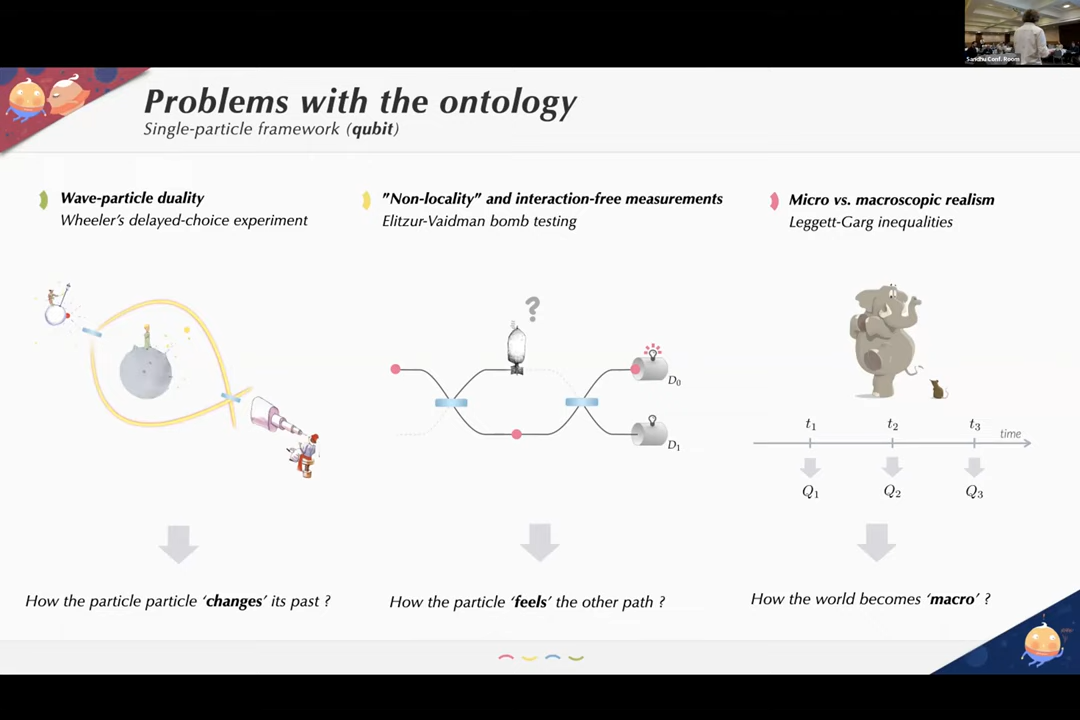 Sandhu Conf. Room
Problems with the ontology
Single-particle framework (qubit)
Wave-particle duality
Wheeler's delayed-choice experiment
"Non-locality" and interaction-free measurements
Elitzur-Vaidman bomb testing
Micro vs. macroscopic realism
Leggett-Garg inequalities
?
D₀
D₁
t₁ t₂ t₃ time
Q₁ Q₂ Q₃
How the particle particle 'changes' its past ?
How the particle 'feels' the other path ?
How the world becomes 'macro' ?